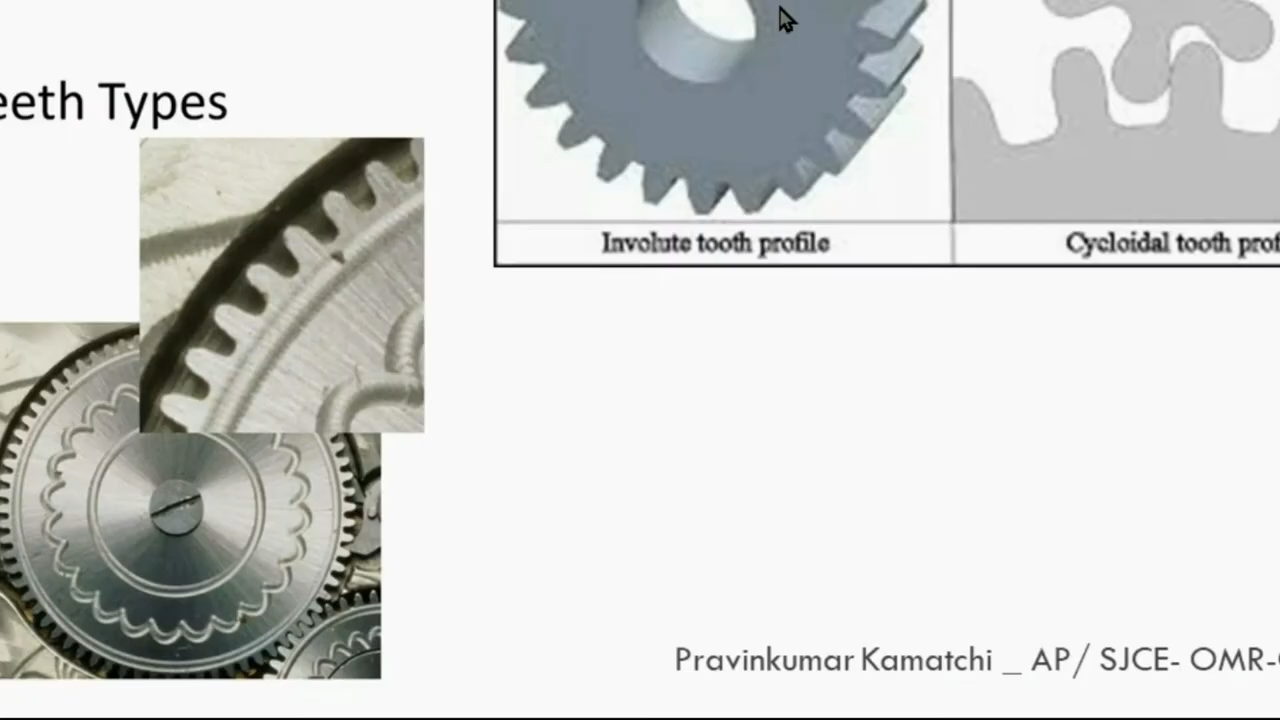 eeth Types
Involute tooth profile
Cycloidal tooth prof
Pravinkumar Kamatchi _ AP/ SJCE- OMR-